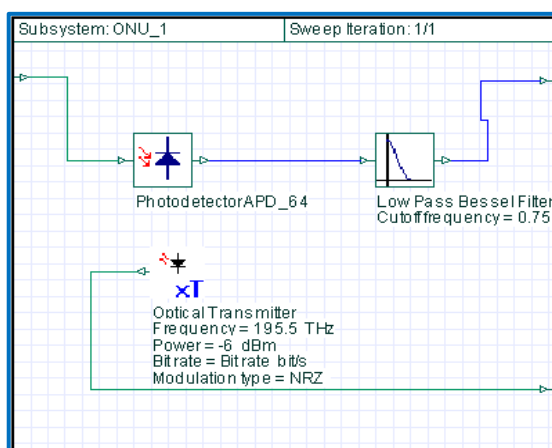 Subsystem: ONU_1
Sweep Iteration: 1/1
PhotodetectorAPD_64
Low Pass Bessel Filter
Cutoff frequency = 0.75
xT
Optical Transmitter
Frequency = 195.5 THz
Power = -6 dBm
Bitrate = Bitrate bit/s
Modulation type = NRZ